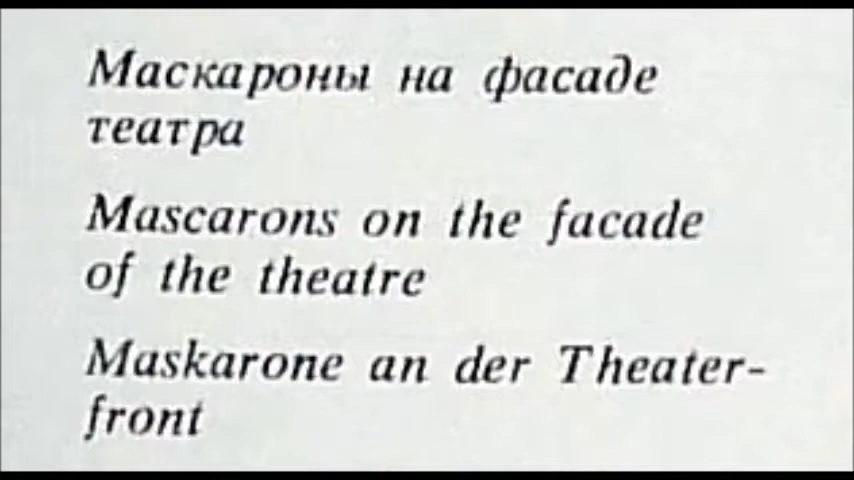 Маскароны на фасаде
театра
Mascarons on the facade
of the theatre
Maskarone an der Theater-
front